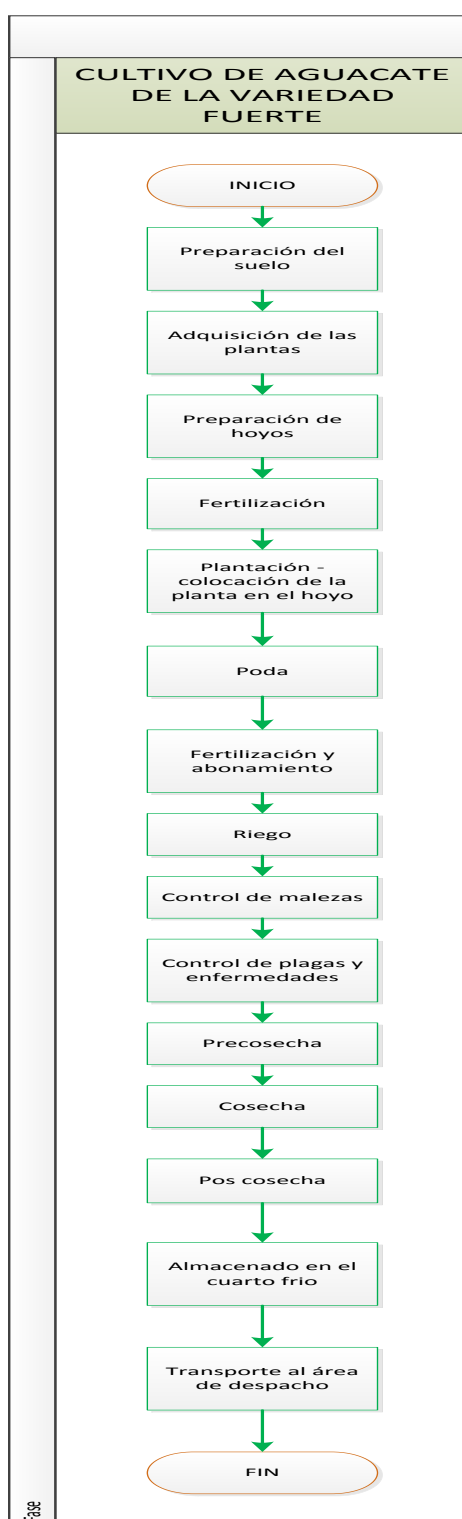 CULTIVO DE AGUACATE
DE LA VARIEDAD
FUERTE
INICIO
Preparación del
suelo
Adquisición de las
plantas
Preparación de
hoyos
Fertilización
Plantación -
colocación de la
planta en el hoyo
Poda
Fertilización y
abonamiento
Riego
Control de malezas
Control de plagas y
enfermedades
Precosecha
Cosecha
Pos cosecha
Almacenado en el
cuarto frio
Transporte al área
de despacho
FIN
Fase